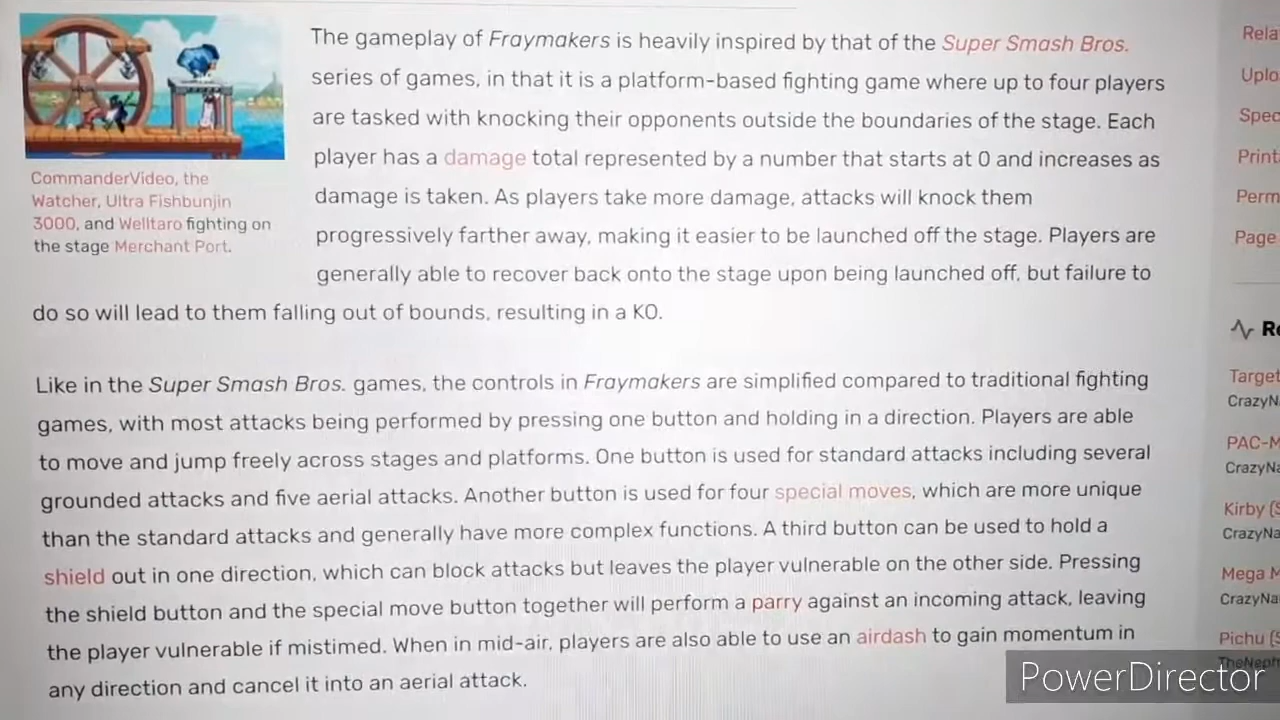 The gameplay of Fraymakers is heavily inspired by that of the Super Smash Bros.
series of games, in that it is a platform-based fighting game where up to four players
are tasked with knocking their opponents outside the boundaries of the stage. Each
player has a damage total represented by a number that starts at 0 and increases as
damage is taken. As players take more damage, attacks will knock them
progressively farther away, making it easier to be launched off the stage. Players are
generally able to recover back onto the stage upon being launched off, but failure to
do so will lead to them falling out of bounds, resulting in a KO.
CommanderVideo, the
Watcher, Ultra Fishbunjin
3000, and Welltaro fighting on
the stage Merchant Port.
Like in the Super Smash Bros. games, the controls in Fraymakers are simplified compared to traditional fighting
games, with most attacks being performed by pressing one button and holding in a direction. Players are able
to move and jump freely across stages and platforms. One button is used for standard attacks including several
grounded attacks and five aerial attacks. Another button is used for four special moves, which are more unique
than the standard attacks and generally have more complex functions. A third button can be used to hold a
shield out in one direction, which can block attacks but leaves the player vulnerable on the other side. Pressing
the shield button and the special move button together will perform a parry against an incoming attack, leaving
the player vulnerable if mistimed. When in mid-air, players are also able to use an airdash to gain momentum in
any direction and cancel it into an aerial attack.
Rela
Uplo
Spec
Print
Perm
Page
Re
Target
CrazyNa
PAC-M
CrazyNa
Kirby (S
CrazyNa
Mega M
CrazyNa
Pichu (S
TheNeph
PowerDirector